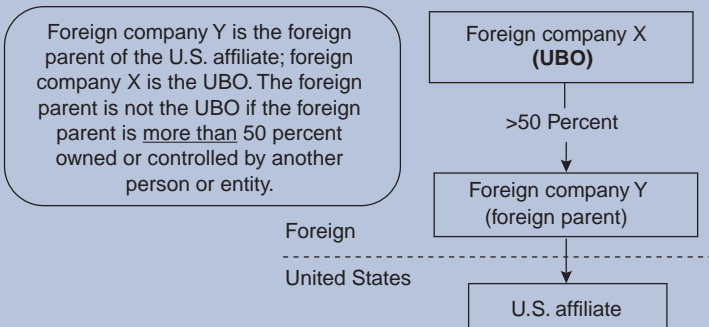 Foreign company Y is the foreign
parent of the U.S. affiliate; foreign
company X is the UBO. The foreign
parent is not the UBO if the foreign
parent is more than 50 percent
owned or controlled by another
person or entity.
Foreign company X
(UBO)
>50 Percent
Foreign company Y
(foreign parent)
Foreign
United States
U.S. affiliate